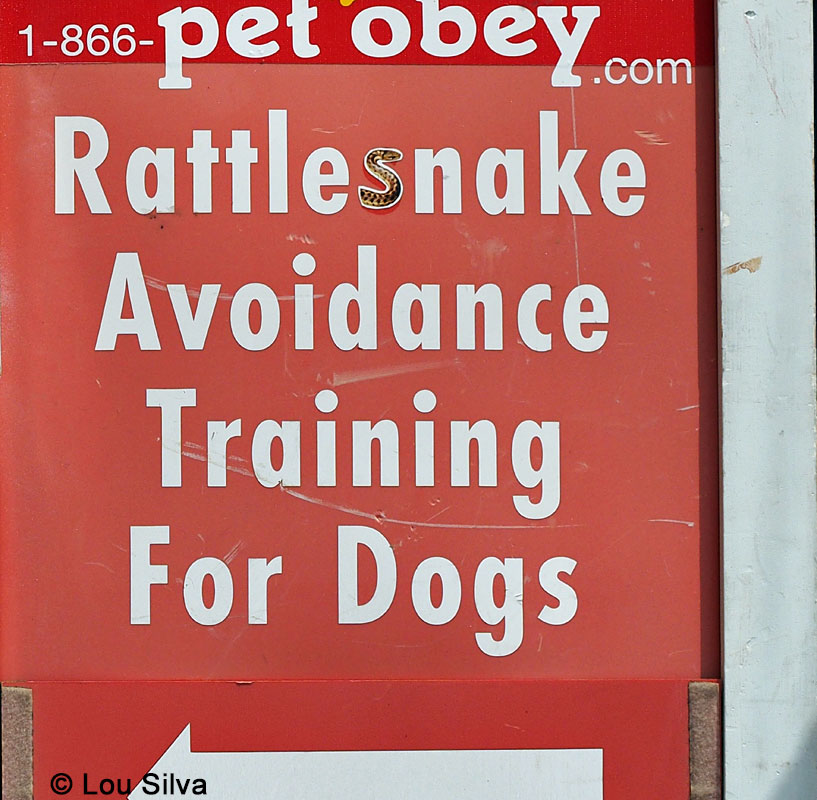 1-866-pet obey.com
Rattlesnake
Avoidance
Training
For Dogs
© Lou Silva